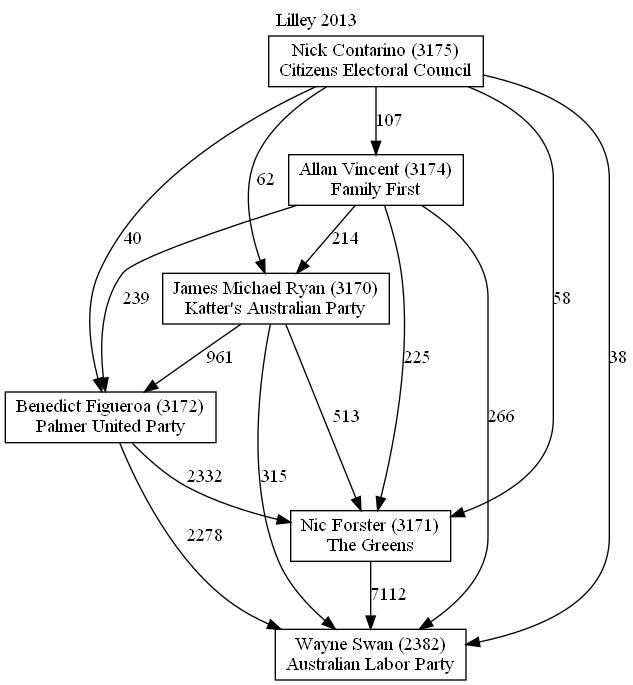 Lilley 2013
Nick Contarino (3175)
Citizens Electoral Council
107
Allan Vincent (3174)
Family First
62
214
40
239
James Michael Ryan (3170)
Katter's Australian Party
58
38
961
225
Benedict Figueroa (3172)
Palmer United Party
513
266
2332
315
2278
Nic Forster (3171)
The Greens
7112
Wayne Swan (2382)
Australian Labor Party